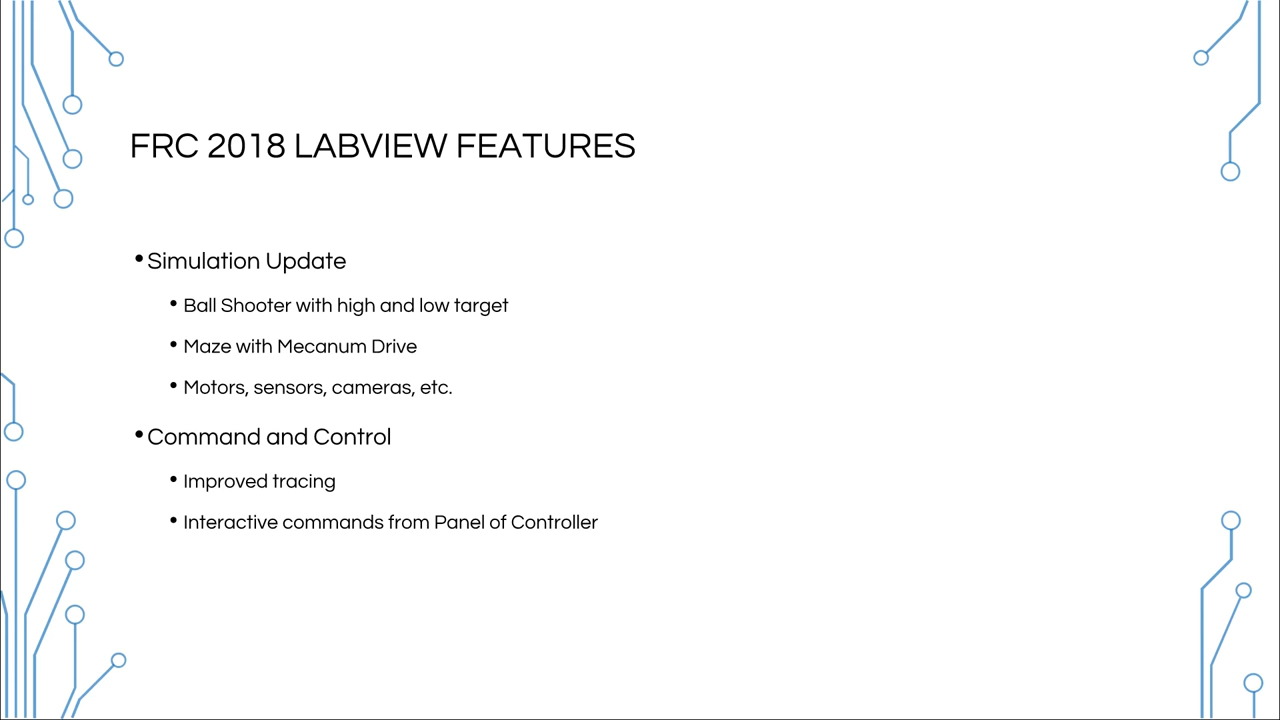 FRC 2018 LABVIEW FEATURES
• Simulation Update
• Ball Shooter with high and low target
• Maze with Mecanum Drive
• Motors, sensors, cameras, etc.
• Command and Control
• Improved tracing
• Interactive commands from Panel of Controller